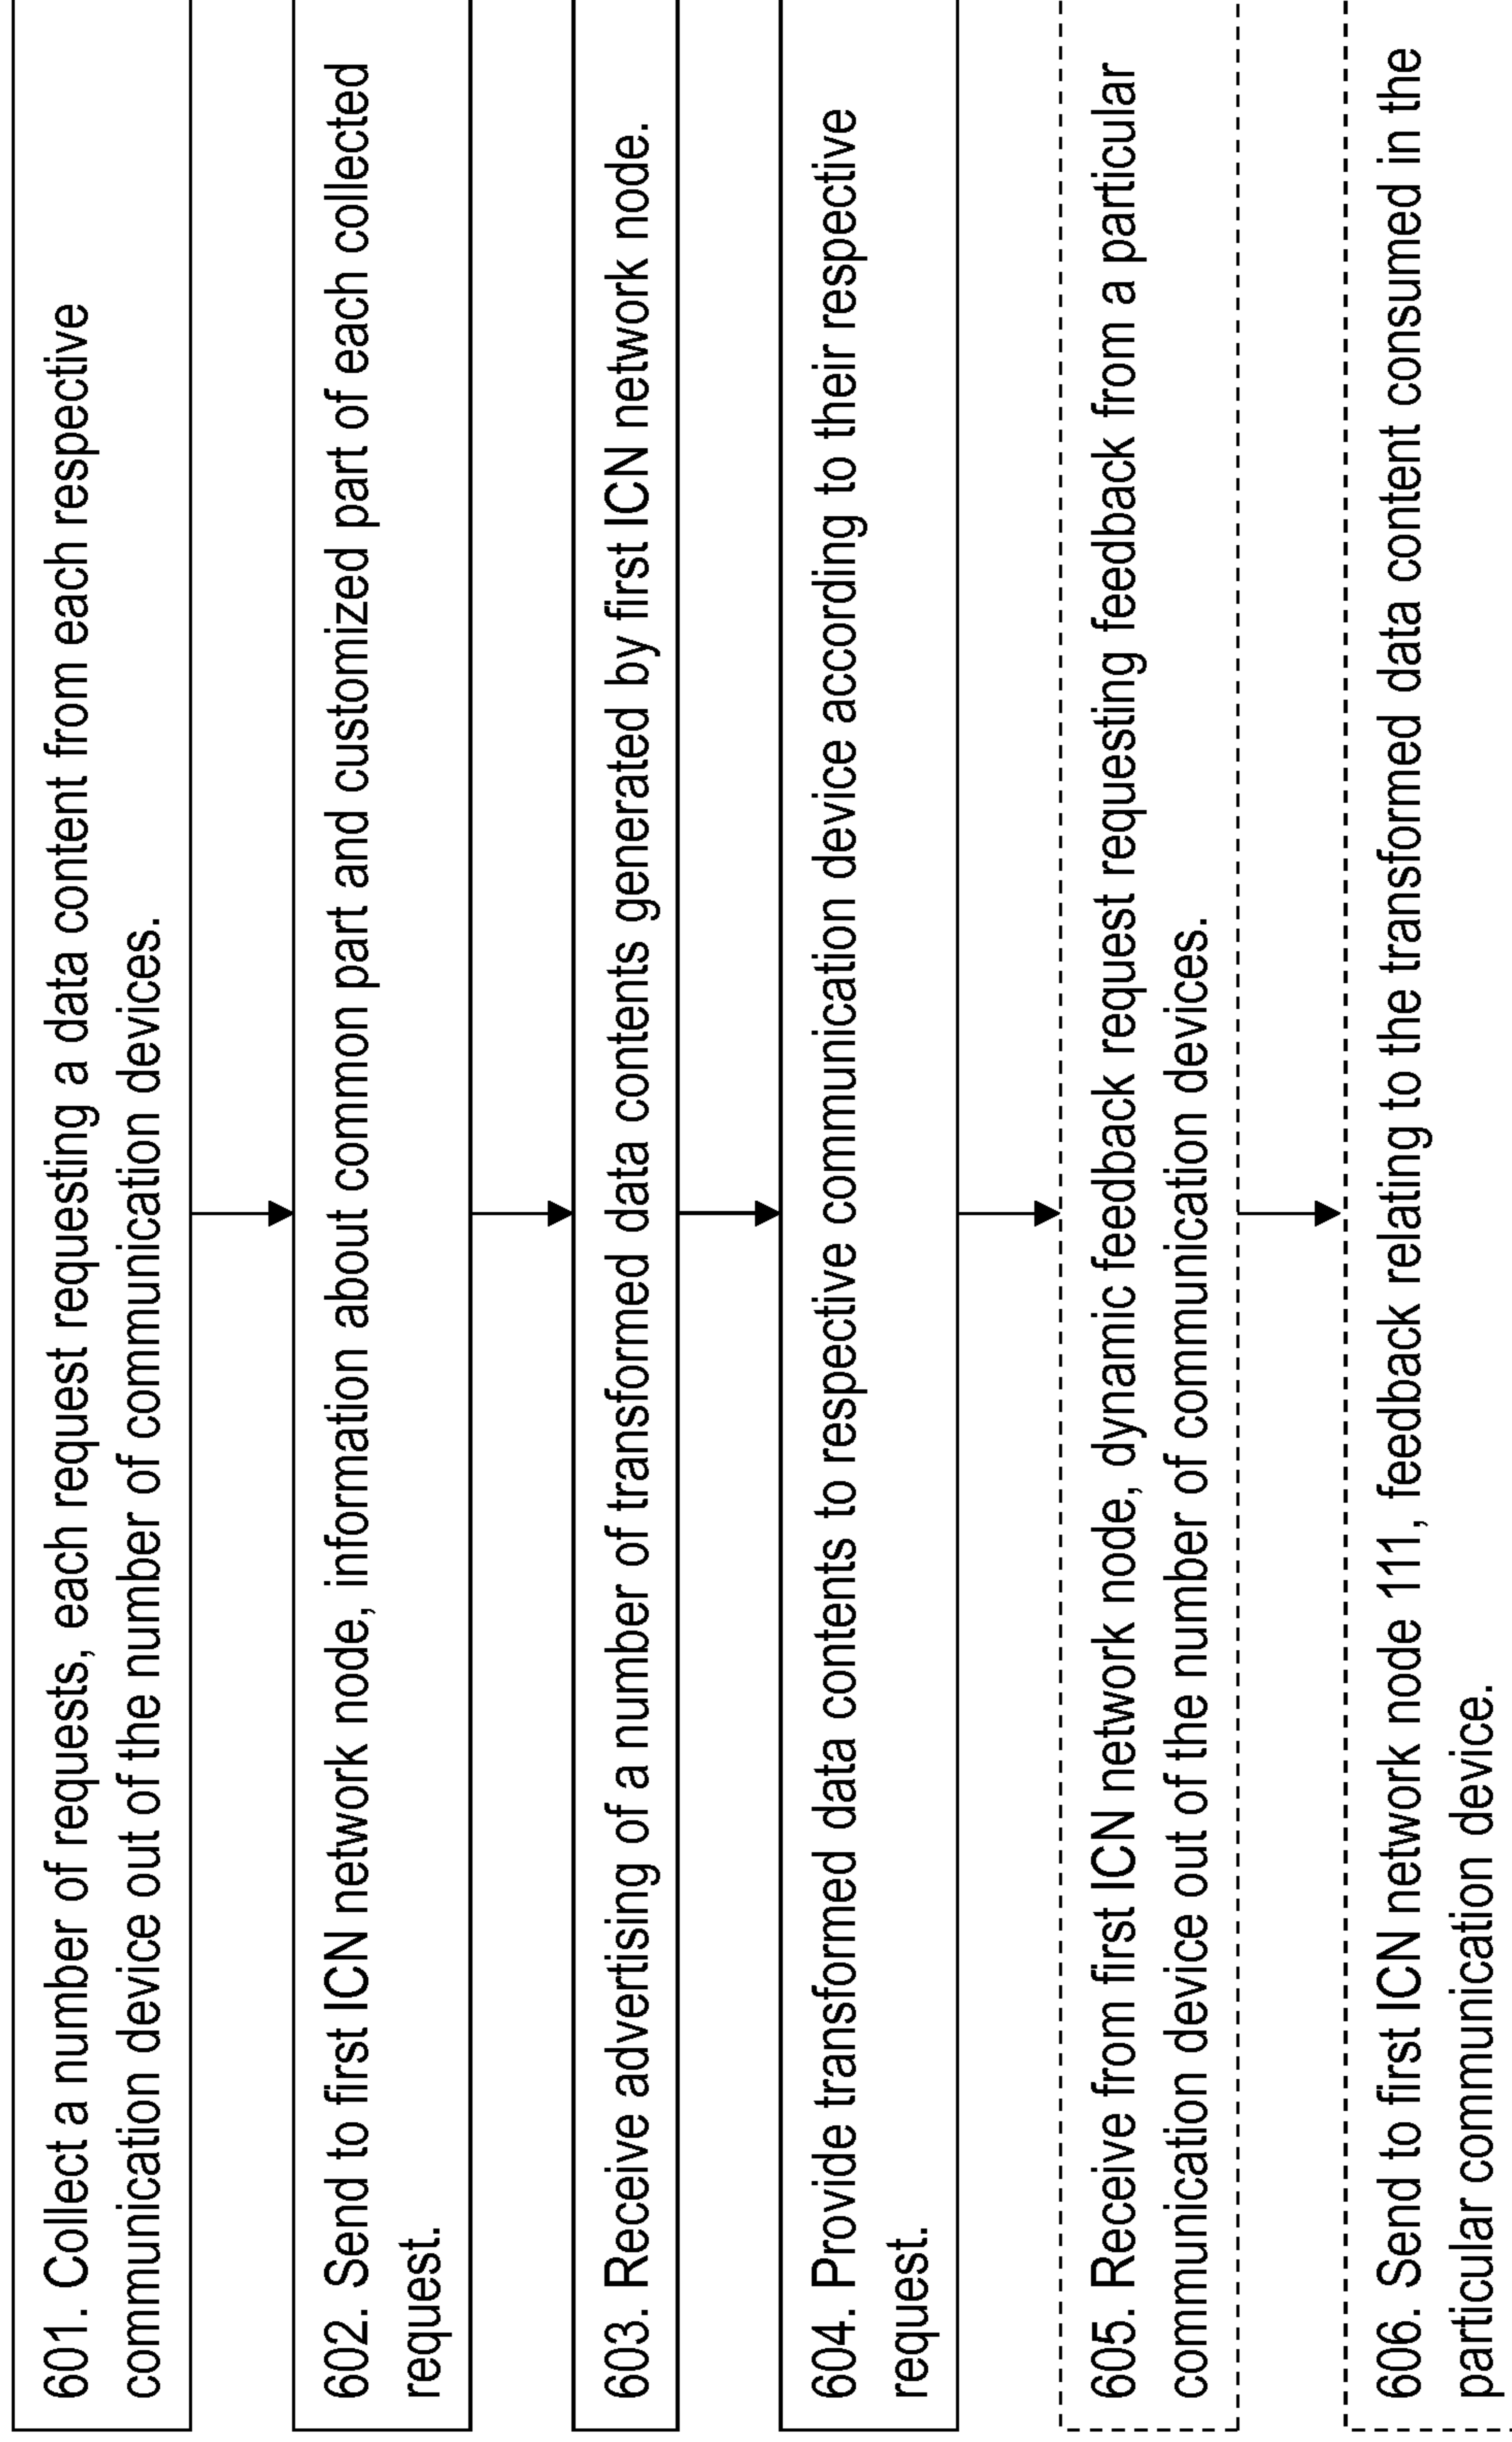 601. Collect a number of requests, each request requesting a data content from each respective
communication device out of the number of communication devices.
602. Send to first ICN network node, information about common part and customized part of each collected
request.
603. Receive advertising of a number of transformed data contents generated by first ICN network node.
604. Provide transformed data contents to respective communication device according to their respective
request.
605. Receive from first ICN network node, dynamic feedback request requesting feedback from a particular
communication device out of the number of communication devices.
606. Send to first ICN network node 111, feedback relating to the transformed data content consumed in the
particular communication device.